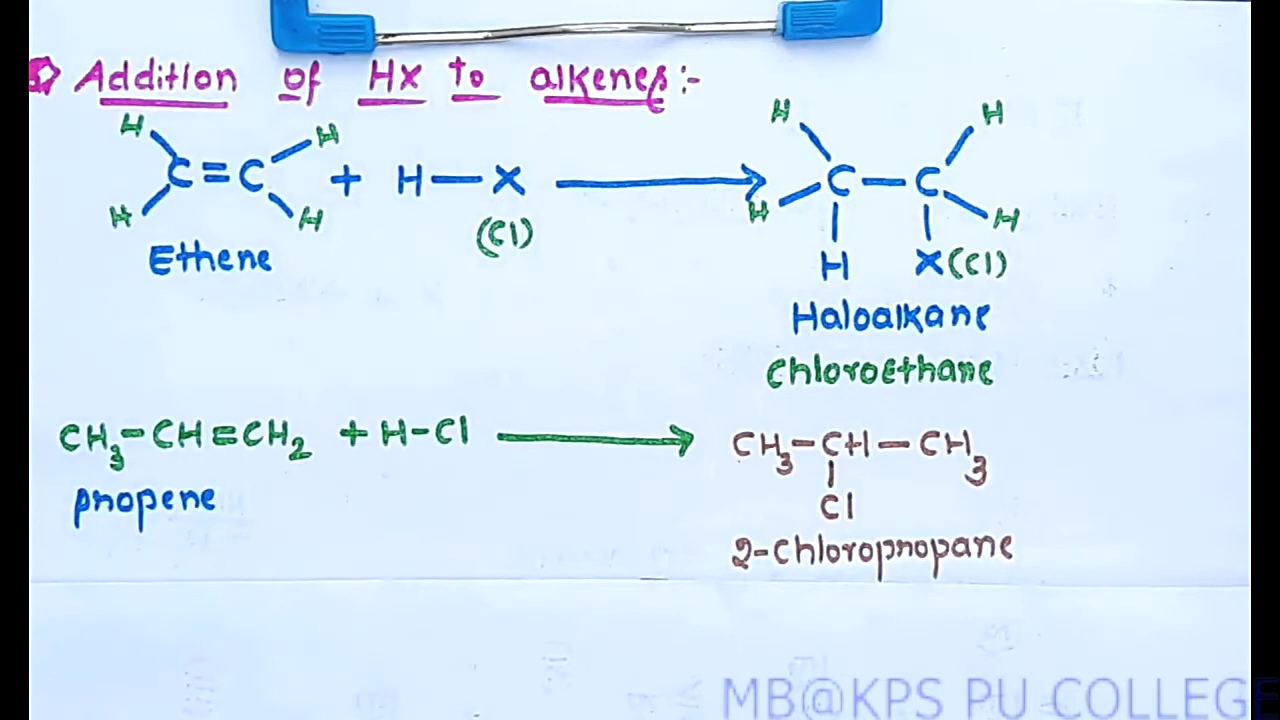 Addition of HX to alkenes:-
H H H H
C=C + H—X ⟶ C—C
H H H H
(Cl) H X(Cl)
Ethene
Haloalkane
Chloroethane
CH₃-CH=CH₂ + H-Cl ⟶ CH₃-CH-CH₃
Cl
propene
2-Chloropropane
MB@KPS PU COLLEGE